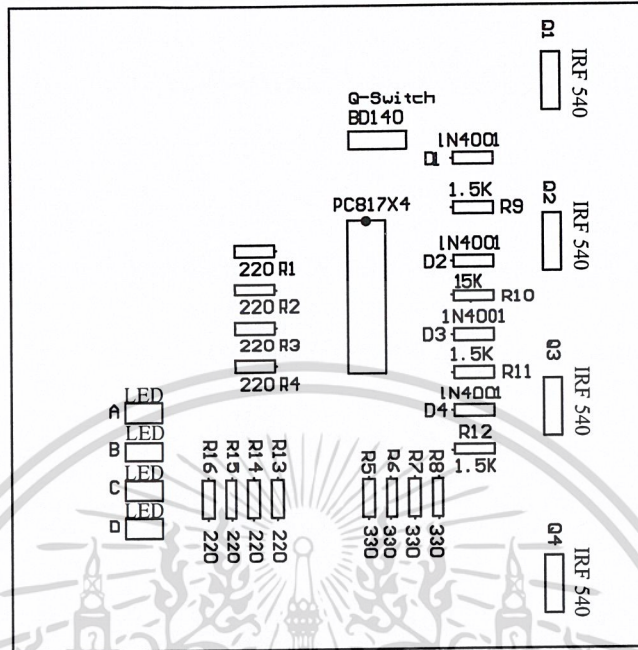 Q1
IRF 540
Q-Switch
BD140
1N4001
D1
1.5K
R9
PC817X4
Q2
IRF 540
1N4001
D2
220 R1
15K
R10
220 R2
1N4001
D3
220 R3
1.5K
R11
Q3
IRF 540
220 R4
1N4001
D4
LED
A
R12
1.5K
LED
B
LED
C
LED
D
R16
R15
R14
R13
220
220
220
220
R5
R6
R7
R8
330
330
330
330
Q4
IRF 540